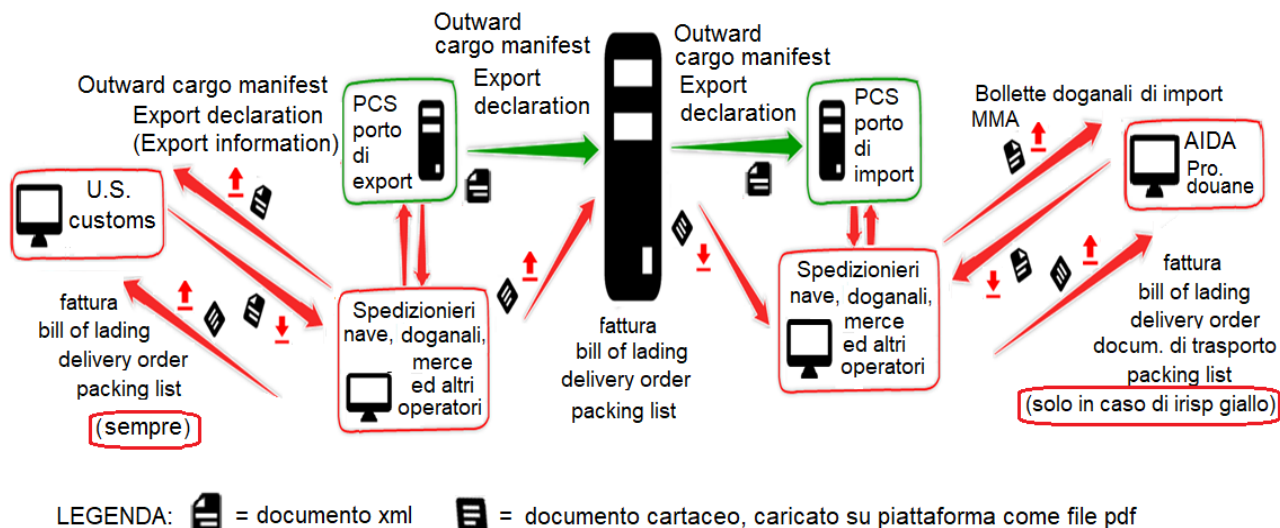 Outward
cargo manifest
Export
declaration
Outward
cargo manifest
Export
declaration
Outward cargo manifest
Export declaration
(Export information)
PCS
porto
di
export
PCS
porto
di
import
Bollette doganali di import
MMA
AIDA
Pro.
douane
U.S.
customs
fattura
bill of lading
delivery order
packing list
(sempre)
Spedizionieri
nave, doganali,
merce
ed altri
operatori
fattura
bill of lading
delivery order
packing list
Spedizionieri
nave, doganali,
merce
ed altri
operatori
fattura
bill of lading
delivery order
docum. di trasporto
packing list
(solo in caso di irisp giallo)
LEGENDA: = documento xml = documento cartaceo, caricato su piattaforma come file pdf